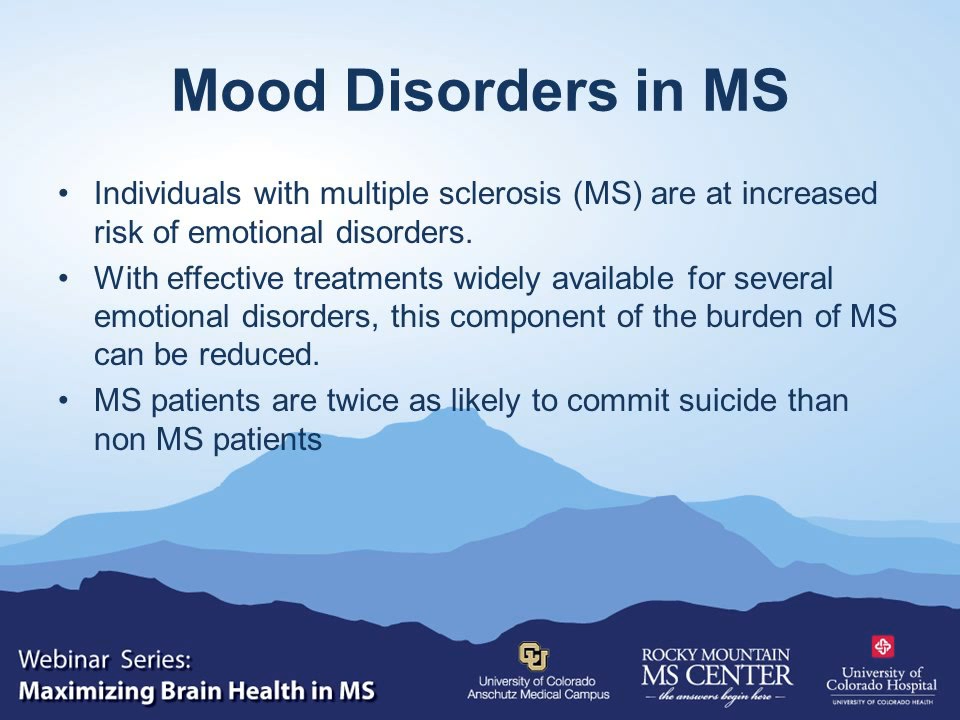 Mood Disorders in MS
• Individuals with multiple sclerosis (MS) are at increased
risk of emotional disorders.
• With effective treatments widely available for several
emotional disorders, this component of the burden of MS
can be reduced.
• MS patients are twice as likely to commit suicide than
non MS patients
Webinar Series:
Maximizing Brain Health in MS
CU
University of Colorado
Anschutz Medical Campus
ROCKY MOUNTAIN
MS CENTER
the answers begin here
University of
Colorado Hospital
UNIVERSITY OF COLORADO HEALTH